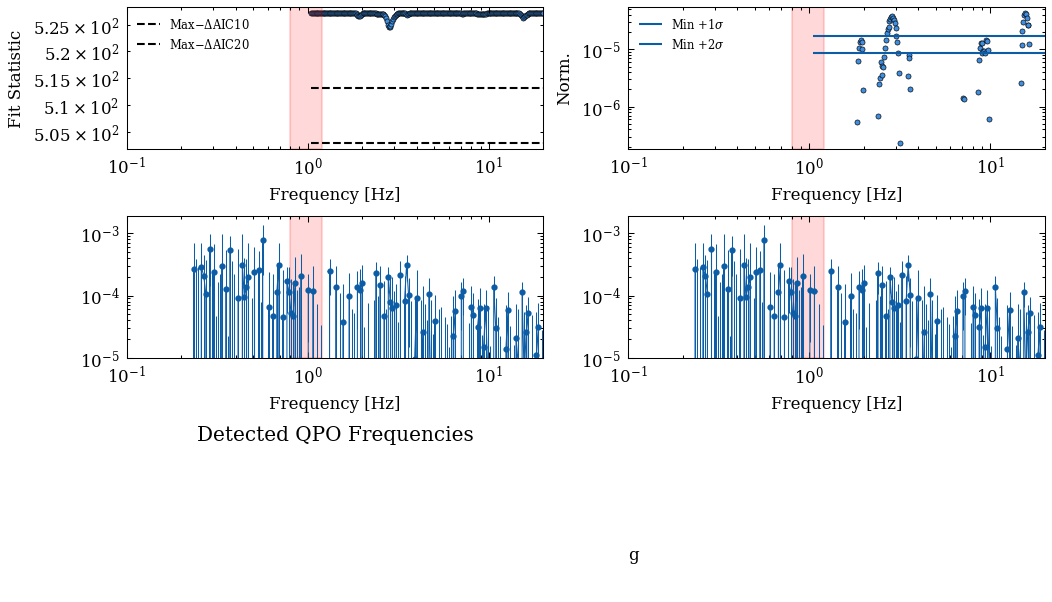 Fit Statistic
5.25 × 10²
5.2 × 10²
5.15 × 10²
5.1 × 10²
5.05 × 10²
Max−ΔAIC10
Max−ΔAIC20
10⁻¹ 10⁰ 10¹
Frequency [Hz]
Norm.
10⁻⁵
10⁻⁶
Min +1σ
Min +2σ
10⁻¹ 10⁰ 10¹
Frequency [Hz]
10⁻³
10⁻⁴
10⁻⁵
10⁻¹ 10⁰ 10¹
Frequency [Hz]
10⁻³
10⁻⁴
10⁻⁵
10⁻¹ 10⁰ 10¹
Frequency [Hz]
Detected QPO Frequencies
g